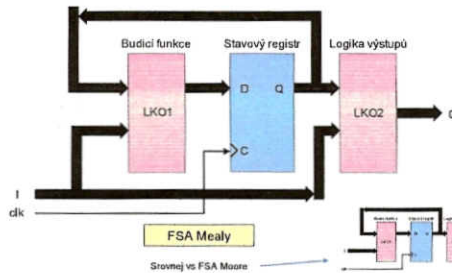 Budicí funkce Stavový registr Logika výstupů
D Q
LKO1 LKO2
C
I
clk
FSA Mealy
Srovnej vs FSA Moore